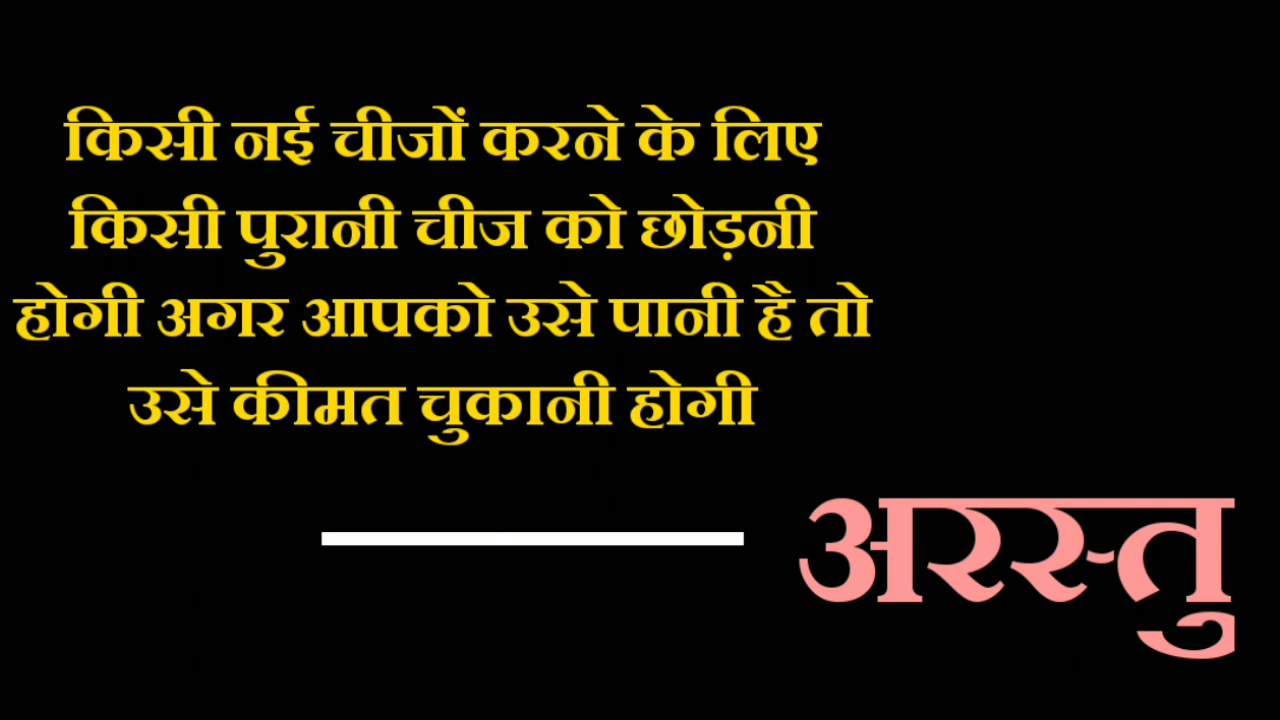 किसी नई चीजों करने के लिए
किसी पुरानी चीज को छोड़नी
होगी अगर आपको उसे पानी है तो
उसे कीमत चुकानी होगी
अरस्तु